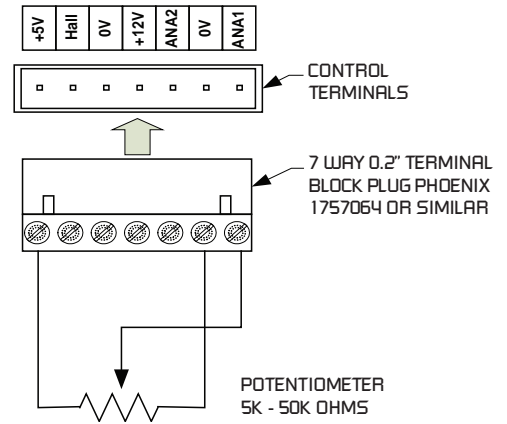 +5V Hall 0V +12V ANA2 0V ANA1
CONTROL
TERMINALS
7 WAY 0.2" TERMINAL
BLOCK PLUG PHOENIX
1757064 OR SIMILAR
POTENTIOMETER
5K - 50K OHMS